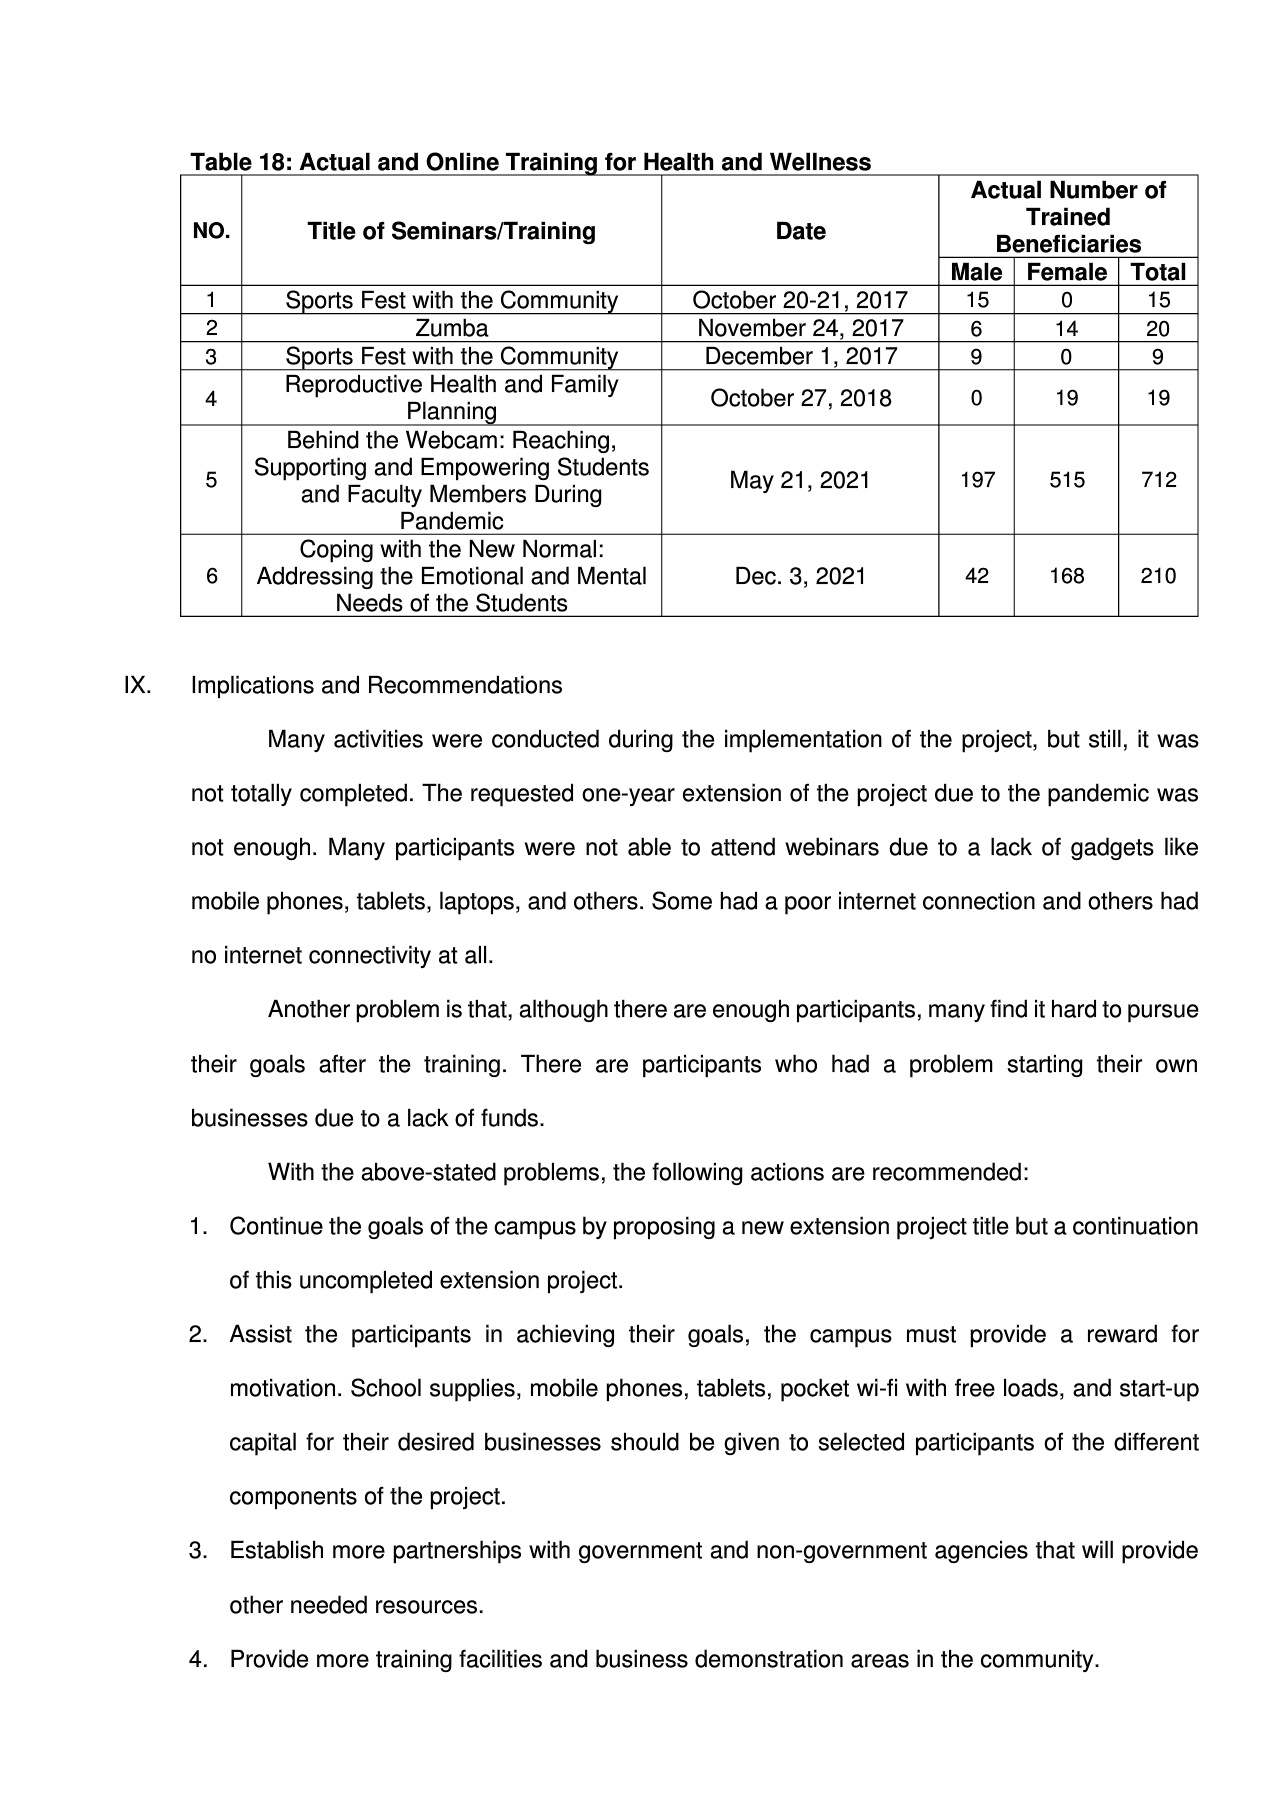 Table 18: Actual and Online Training for Health and Wellness
NO. Title of Seminars/Training Date Actual Number of
Trained
Beneficiaries
Male Female Total
1 Sports Fest with the Community October 20-21, 2017 15 0 15
2 Zumba November 24, 2017 6 14 20
3 Sports Fest with the Community December 1, 2017 9 0 9
4 Reproductive Health and Family
Planning October 27, 2018 0 19 19
5 Behind the Webcam: Reaching,
Supporting and Empowering Students
and Faculty Members During
Pandemic May 21, 2021 197 515 712
6 Coping with the New Normal:
Addressing the Emotional and Mental
Needs of the Students Dec. 3, 2021 42 168 210
IX. Implications and Recommendations
Many activities were conducted during the implementation of the project, but still, it was
not totally completed. The requested one-year extension of the project due to the pandemic was
not enough. Many participants were not able to attend webinars due to a lack of gadgets like
mobile phones, tablets, laptops, and others. Some had a poor internet connection and others had
no internet connectivity at all.
Another problem is that, although there are enough participants, many find it hard to pursue
their goals after the training. There are participants who had a problem starting their own
businesses due to a lack of funds.
With the above-stated problems, the following actions are recommended:
1. Continue the goals of the campus by proposing a new extension project title but a continuation
of this uncompleted extension project.
2. Assist the participants in achieving their goals, the campus must provide a reward for
motivation. School supplies, mobile phones, tablets, pocket wi-fi with free loads, and start-up
capital for their desired businesses should be given to selected participants of the different
components of the project.
3. Establish more partnerships with government and non-government agencies that will provide
other needed resources.
4. Provide more training facilities and business demonstration areas in the community.